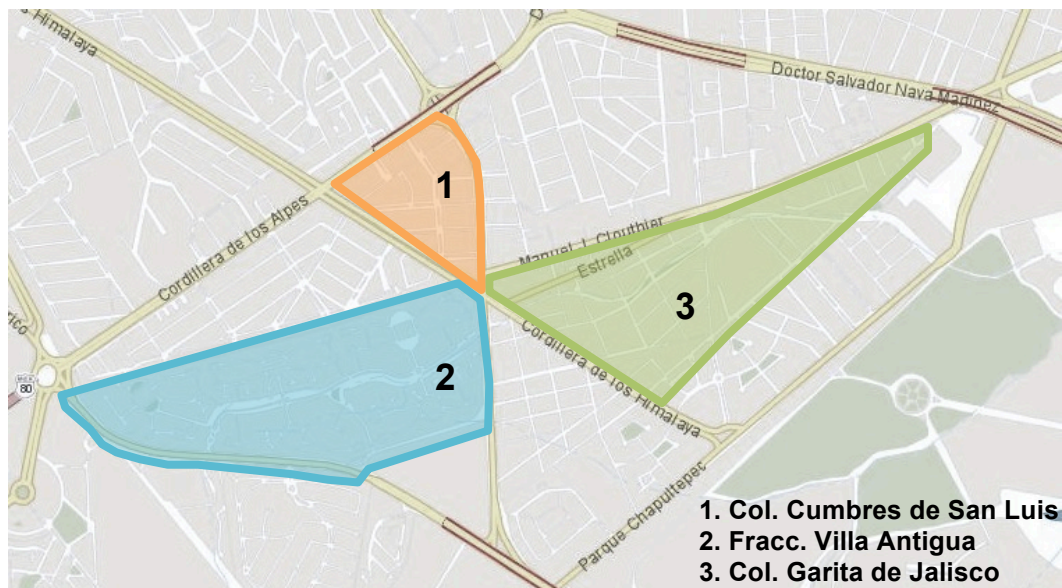 s Himalaya
Doctor Salvador Nava Martínez
1
Cordillera de los Alpes
Manuel J. Clouthier
Estrella
3
Cordillera de los Himalaya
2
rico
80
Parque Chapultepec
1. Col. Cumbres de San Luis
2. Fracc. Villa Antigua
3. Col. Garita de Jalisco